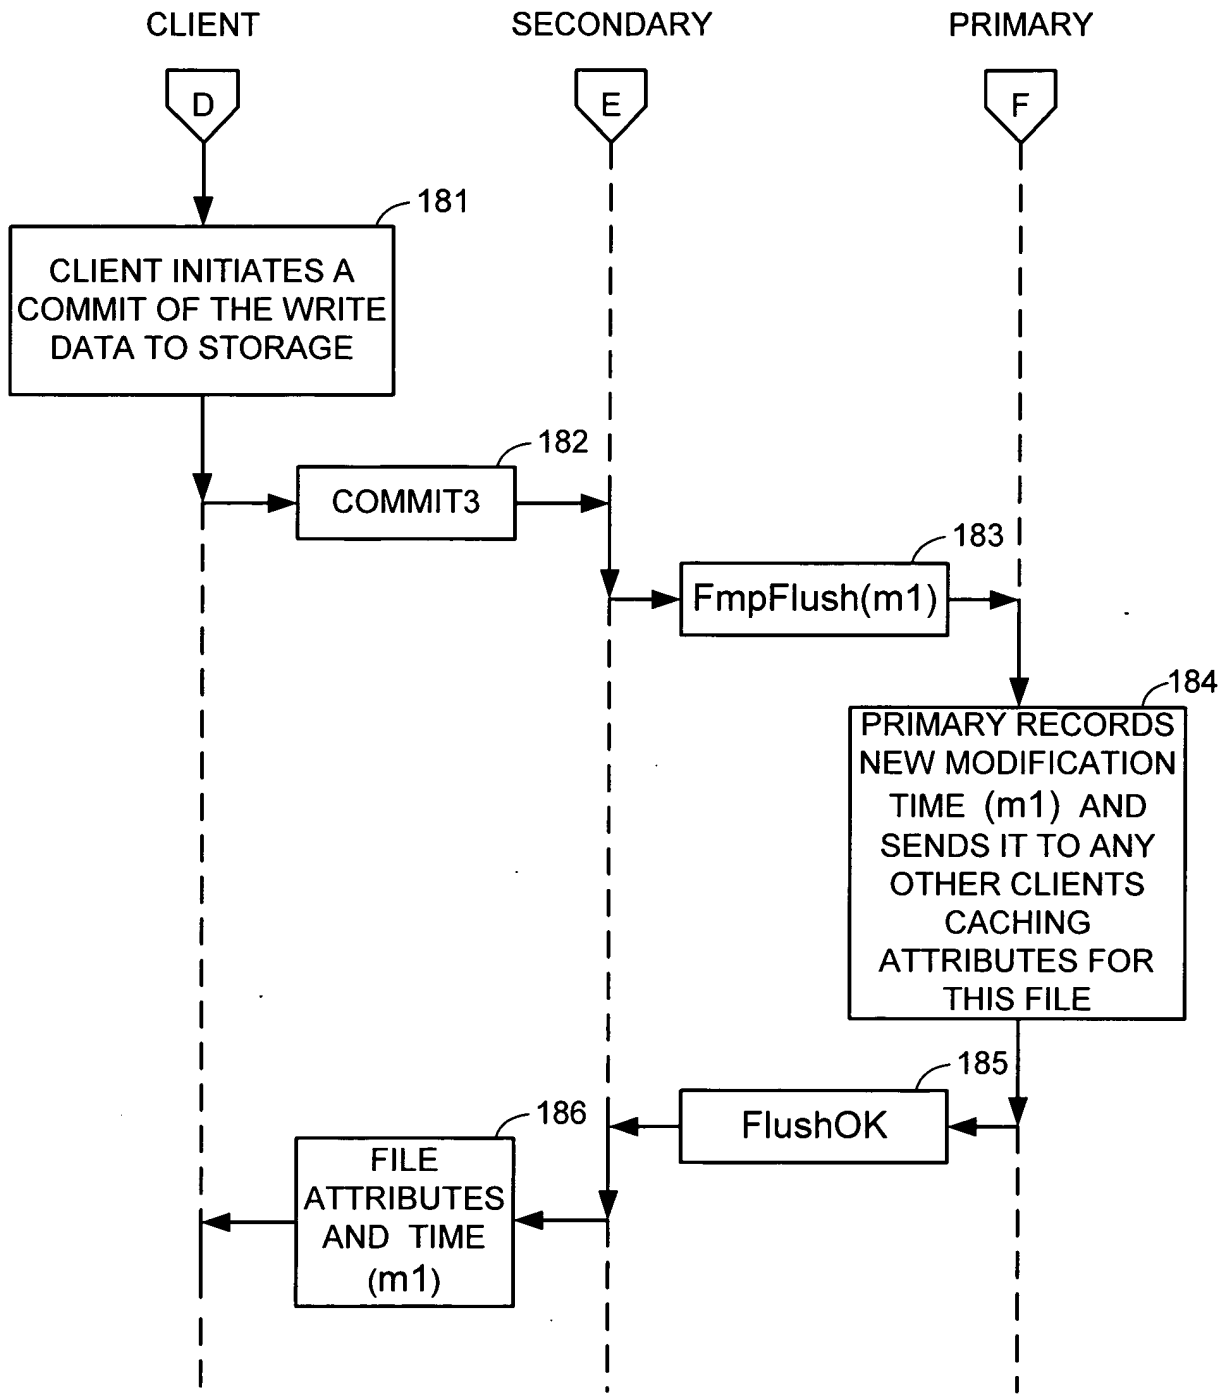 CLIENT
SECONDARY
PRIMARY
D
E
F
181
CLIENT INITIATES A
COMMIT OF THE WRITE
DATA TO STORAGE
182
COMMIT3
183
FmpFlush(m1)
184
PRIMARY RECORDS
NEW MODIFICATION
TIME (m1) AND
SENDS IT TO ANY
OTHER CLIENTS
CACHING
ATTRIBUTES FOR
THIS FILE
185
FlushOK
186
FILE
ATTRIBUTES
AND TIME
(m1)